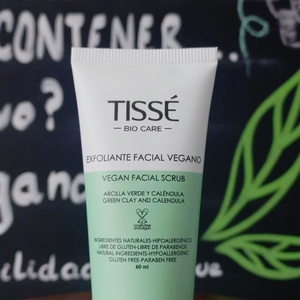 CONTENER
TISSÉ
BIO CARE
EXFOLIANTE FACIAL VEGANO
VEGAN FACIAL SCRUB
ARCILLA VERDE Y CALÉNDULA
GREEN CLAY AND CALENDULA
INGREDIENTES NATURALES-HIPOALERGÉNICO
LIBRE DE GLUTEN-LIBRE DE PARABENOS
NATURAL INGREDIENTS-HYPOALLERGENIC
GLUTEN FREE-PARABEN FREE
60 ml